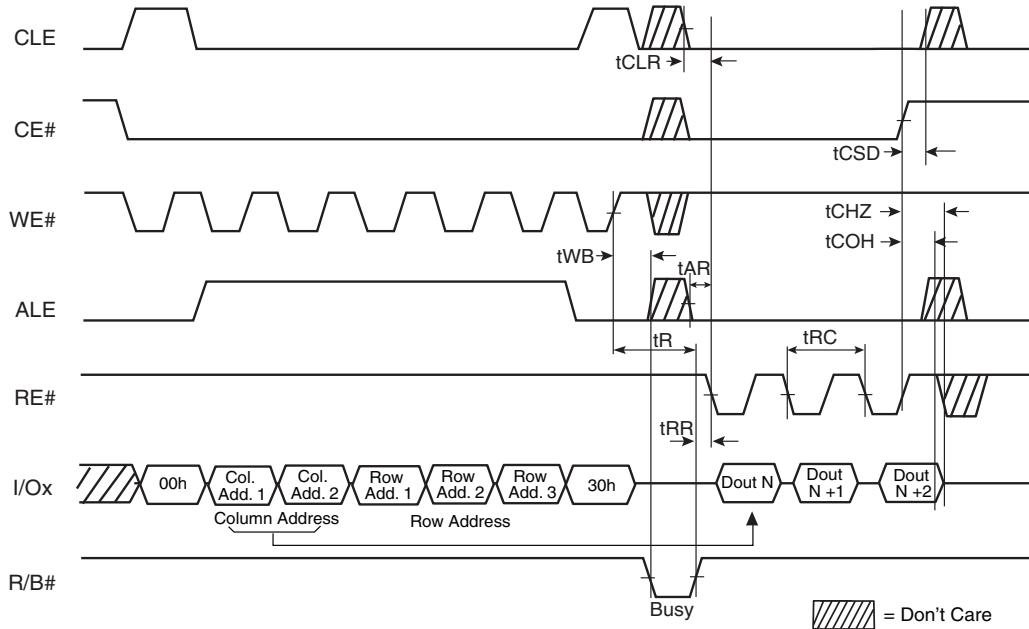 CLE
tCLR
CE#
tCSD
WE#
tCHZ
tCOH
tWB
tAR
ALE
tR
tRC
RE#
tRR
I/Ox
00h
Col.
Add. 1
Col.
Add. 2
Row
Add. 1
Row
Add. 2
Row
Add. 3
30h
Dout N
Dout
N +1
Dout
N +2
Column Address
Row Address
R/B#
Busy
= Don't Care